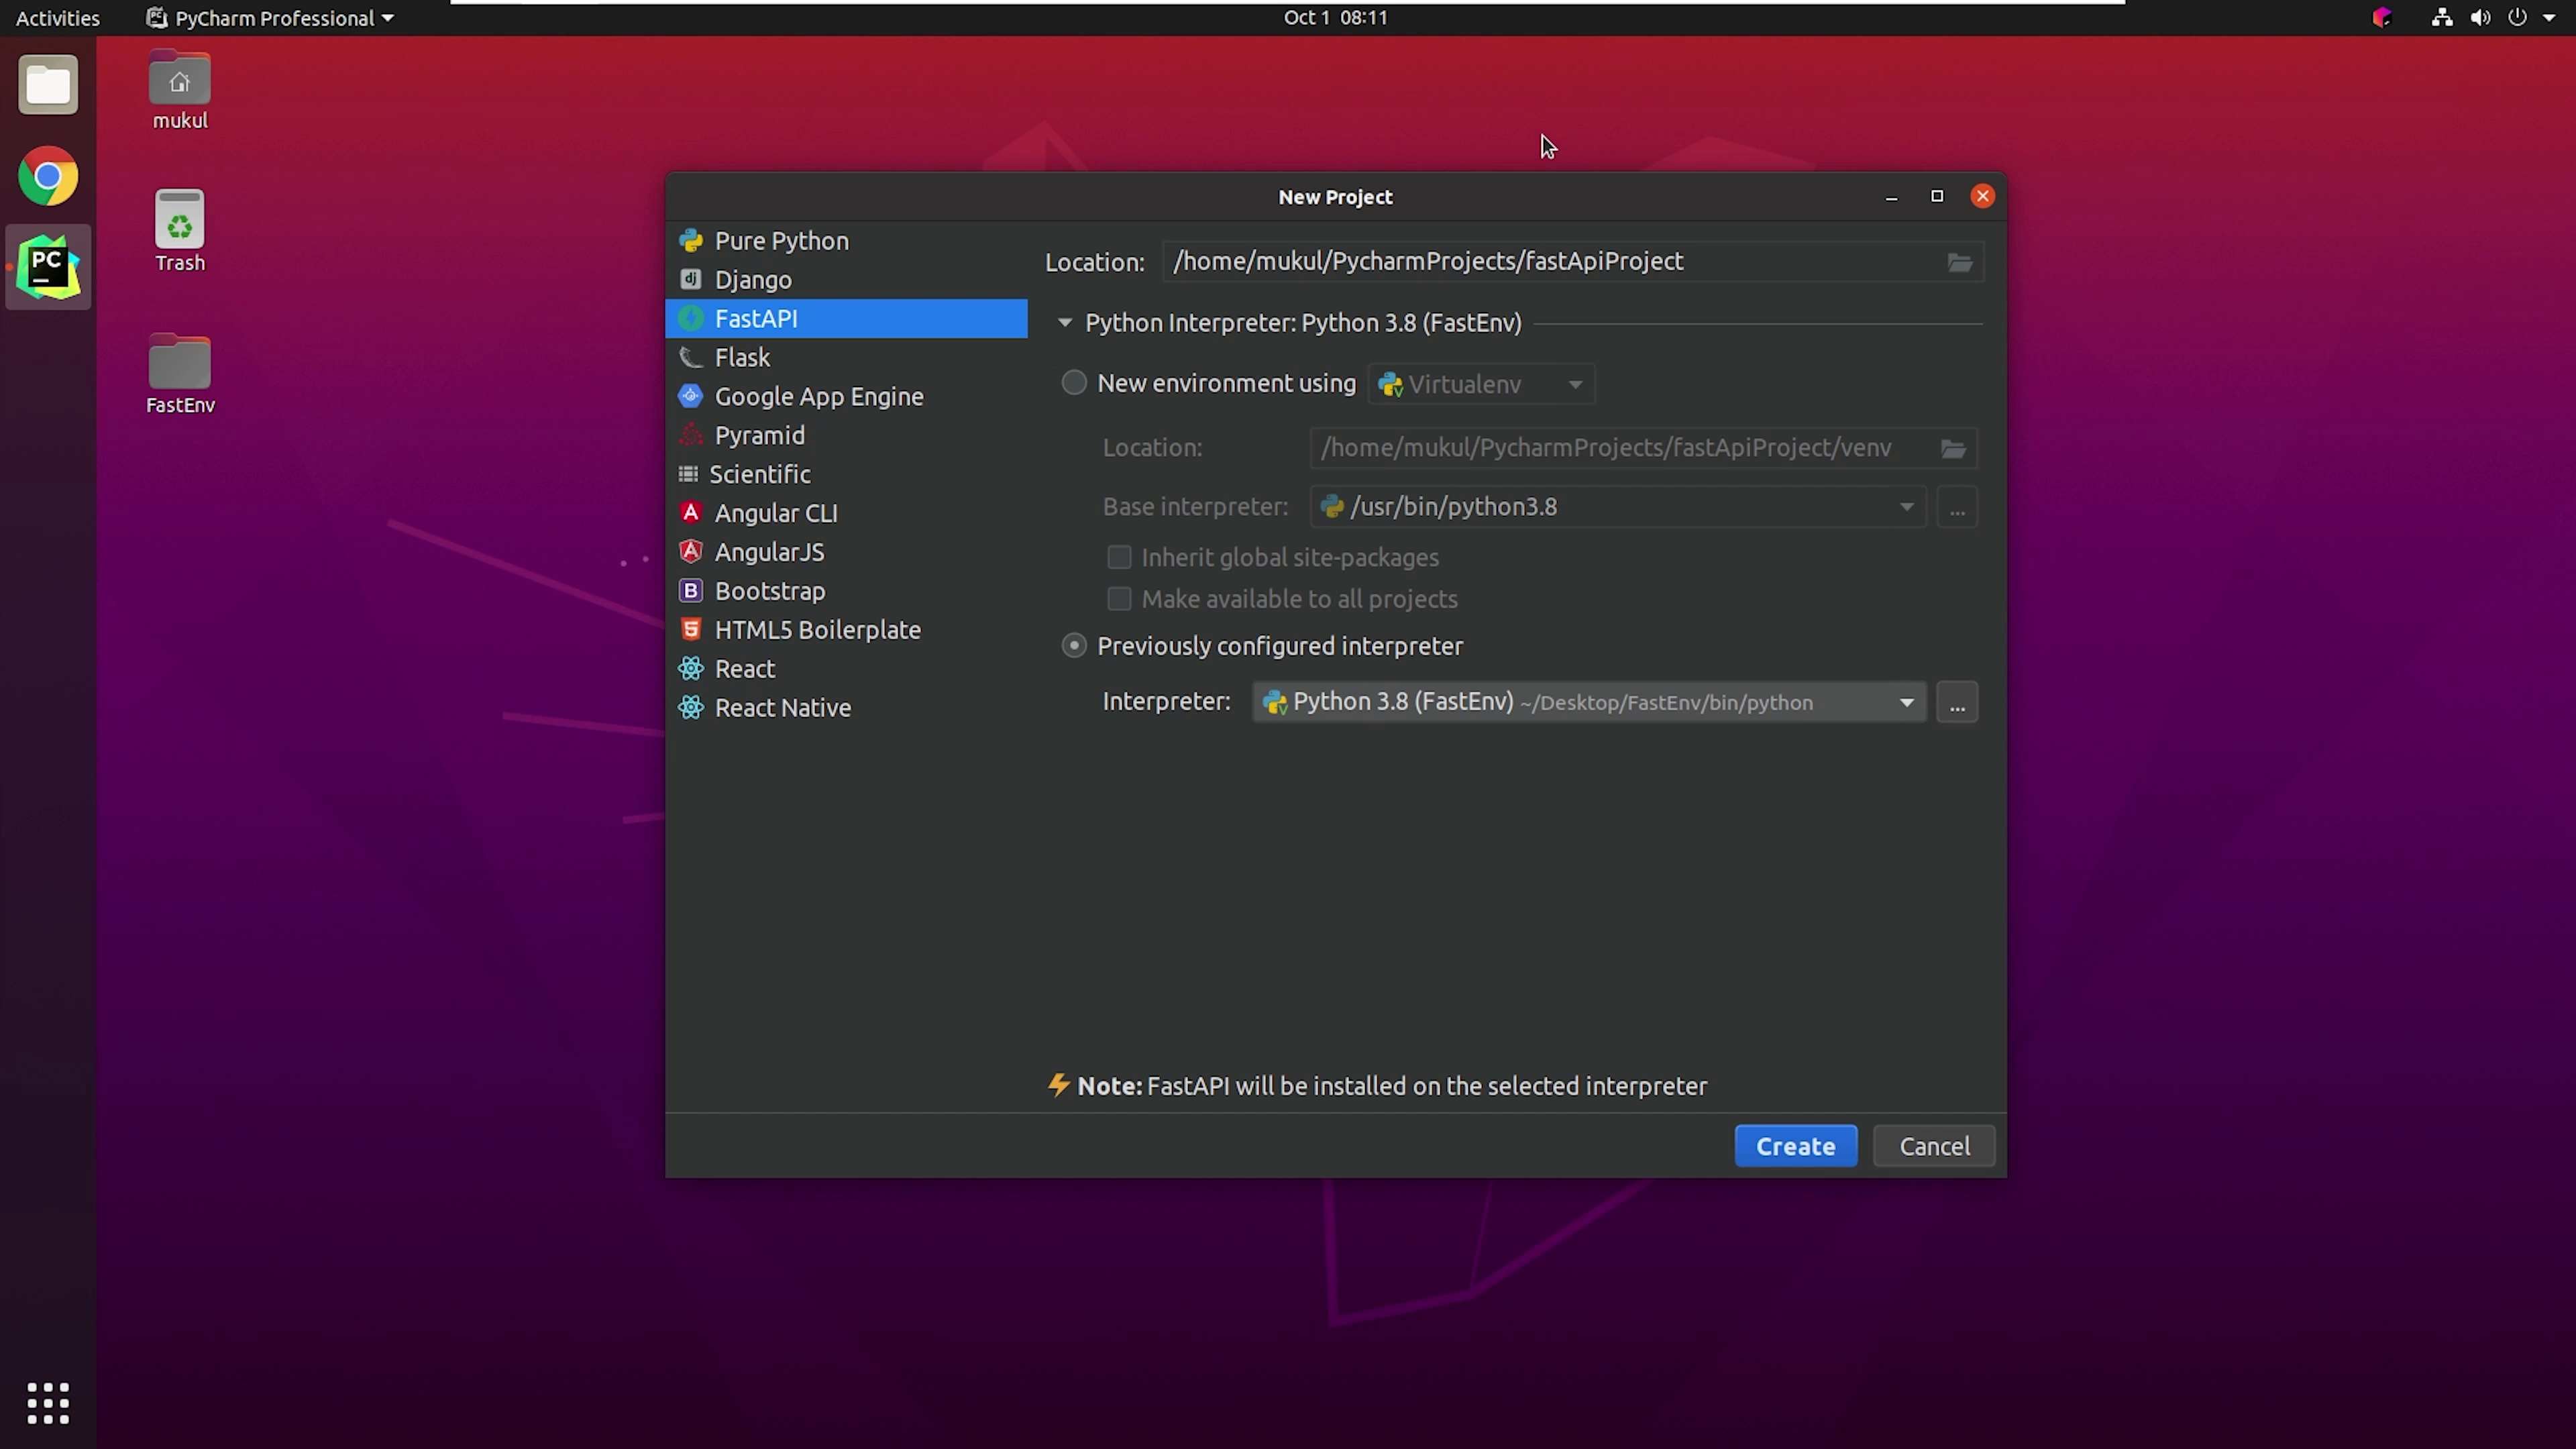 Activities
PyCharm Professional
Oct 1 08:11
mukul
Trash
FastEnv
PC
New Project
Pure Python
dj Django
FastAPI
Flask
Google App Engine
Pyramid
Scientific
A Angular CLI
A AngularJS
B Bootstrap
5 HTML5 Boilerplate
React
React Native
Location: /home/mukul/PycharmProjects/fastApiProject
Python Interpreter: Python 3.8 (FastEnv)
New environment using Virtualenv
Location: /home/mukul/PycharmProjects/fastApiProject/venv
Base interpreter: /usr/bin/python3.8 ...
Inherit global site-packages
Make available to all projects
Previously configured interpreter
Interpreter: Python 3.8 (FastEnv) ~/Desktop/FastEnv/bin/python ...
Note: FastAPI will be installed on the selected interpreter
Create
Cancel